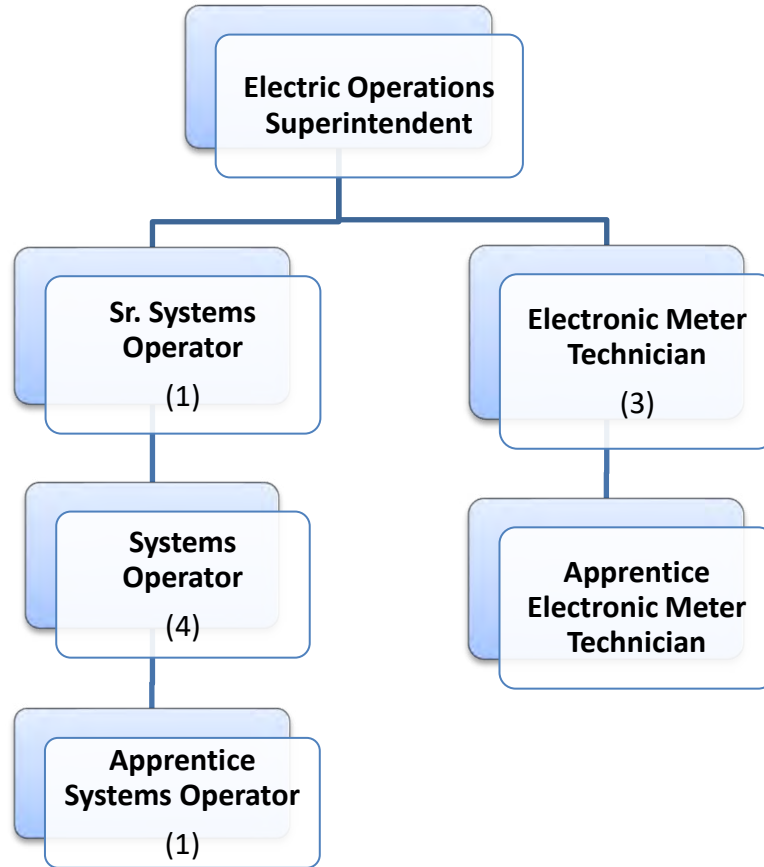 Electric Operations
Superintendent
Sr. Systems
Operator
(1)
Systems
Operator
(4)
Apprentice
Systems Operator
(1)
Electronic Meter
Technician
(3)
Apprentice
Electronic Meter
Technician